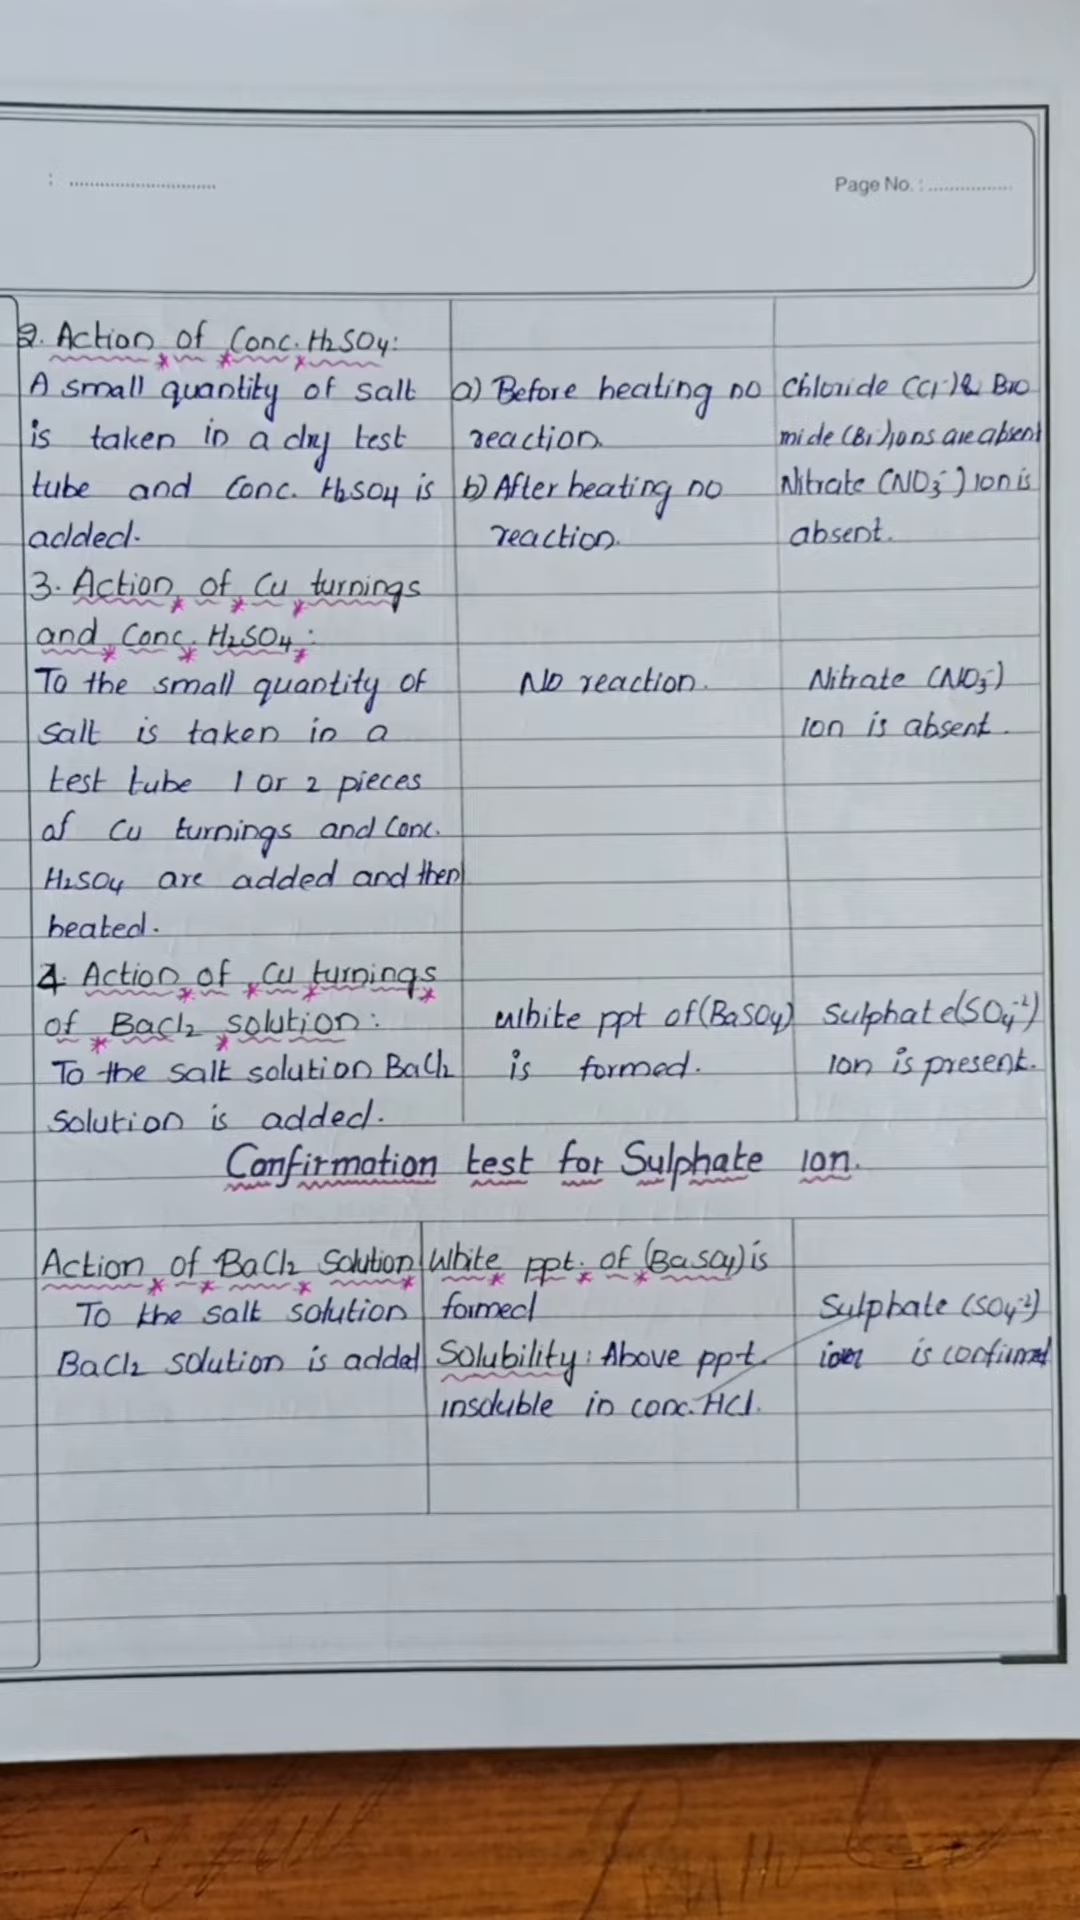 : ............................
Page No. : .................
2. Action of Conc. H2SO4:
A small quantity of salt
is taken in a dry test
tube and Conc. H2SO4 is
added.
a) Before heating no
reaction.
b) After heating no
reaction.
Chloride (Cl-) & Bro
mide (Br-) ions are absent
Nitrate (NO3-) Ion is
absent.
3. Action of Cu turnings
and Conc. H2SO4:
To the small quantity of
salt is taken in a
test tube 1 or 2 pieces
of Cu turnings and Conc.
H2SO4 are added and then
heated.
No reaction.
Nitrate (NO3-)
Ion is absent.
4. Action of Cu turnings
of BaCl2 solution:
To the salt solution BaCl2
solution is added.
white ppt of (BaSO4)
is formed.
Sulphate (SO4-2)
Ion is present.
Confirmation test for Sulphate Ion.
Action of BaCl2 Solution
To the salt solution
BaCl2 solution is added
White ppt. of (BaSO4) is
formed
Solubility: Above ppt.
insoluble in conc. HCl.
Sulphate (SO4-2)
ion is confirmed